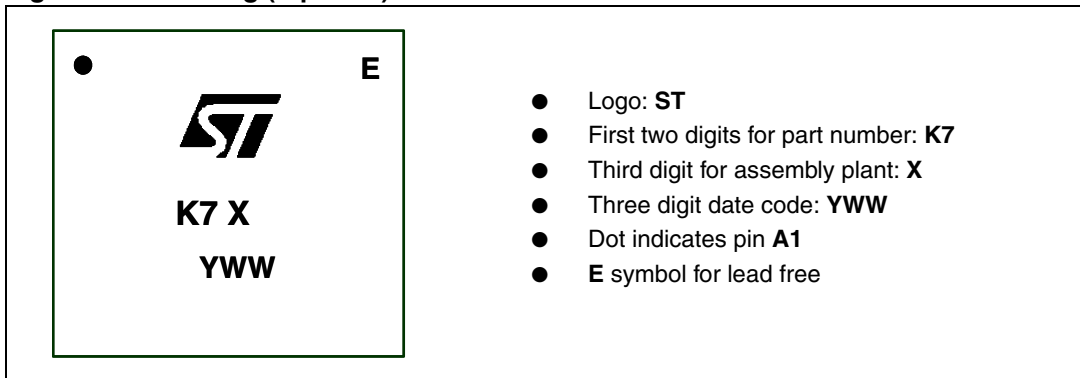 E
ST
K7 X
YWW
● Logo: ST
● First two digits for part number: K7
● Third digit for assembly plant: X
● Three digit date code: YWW
● Dot indicates pin A1
● E symbol for lead free